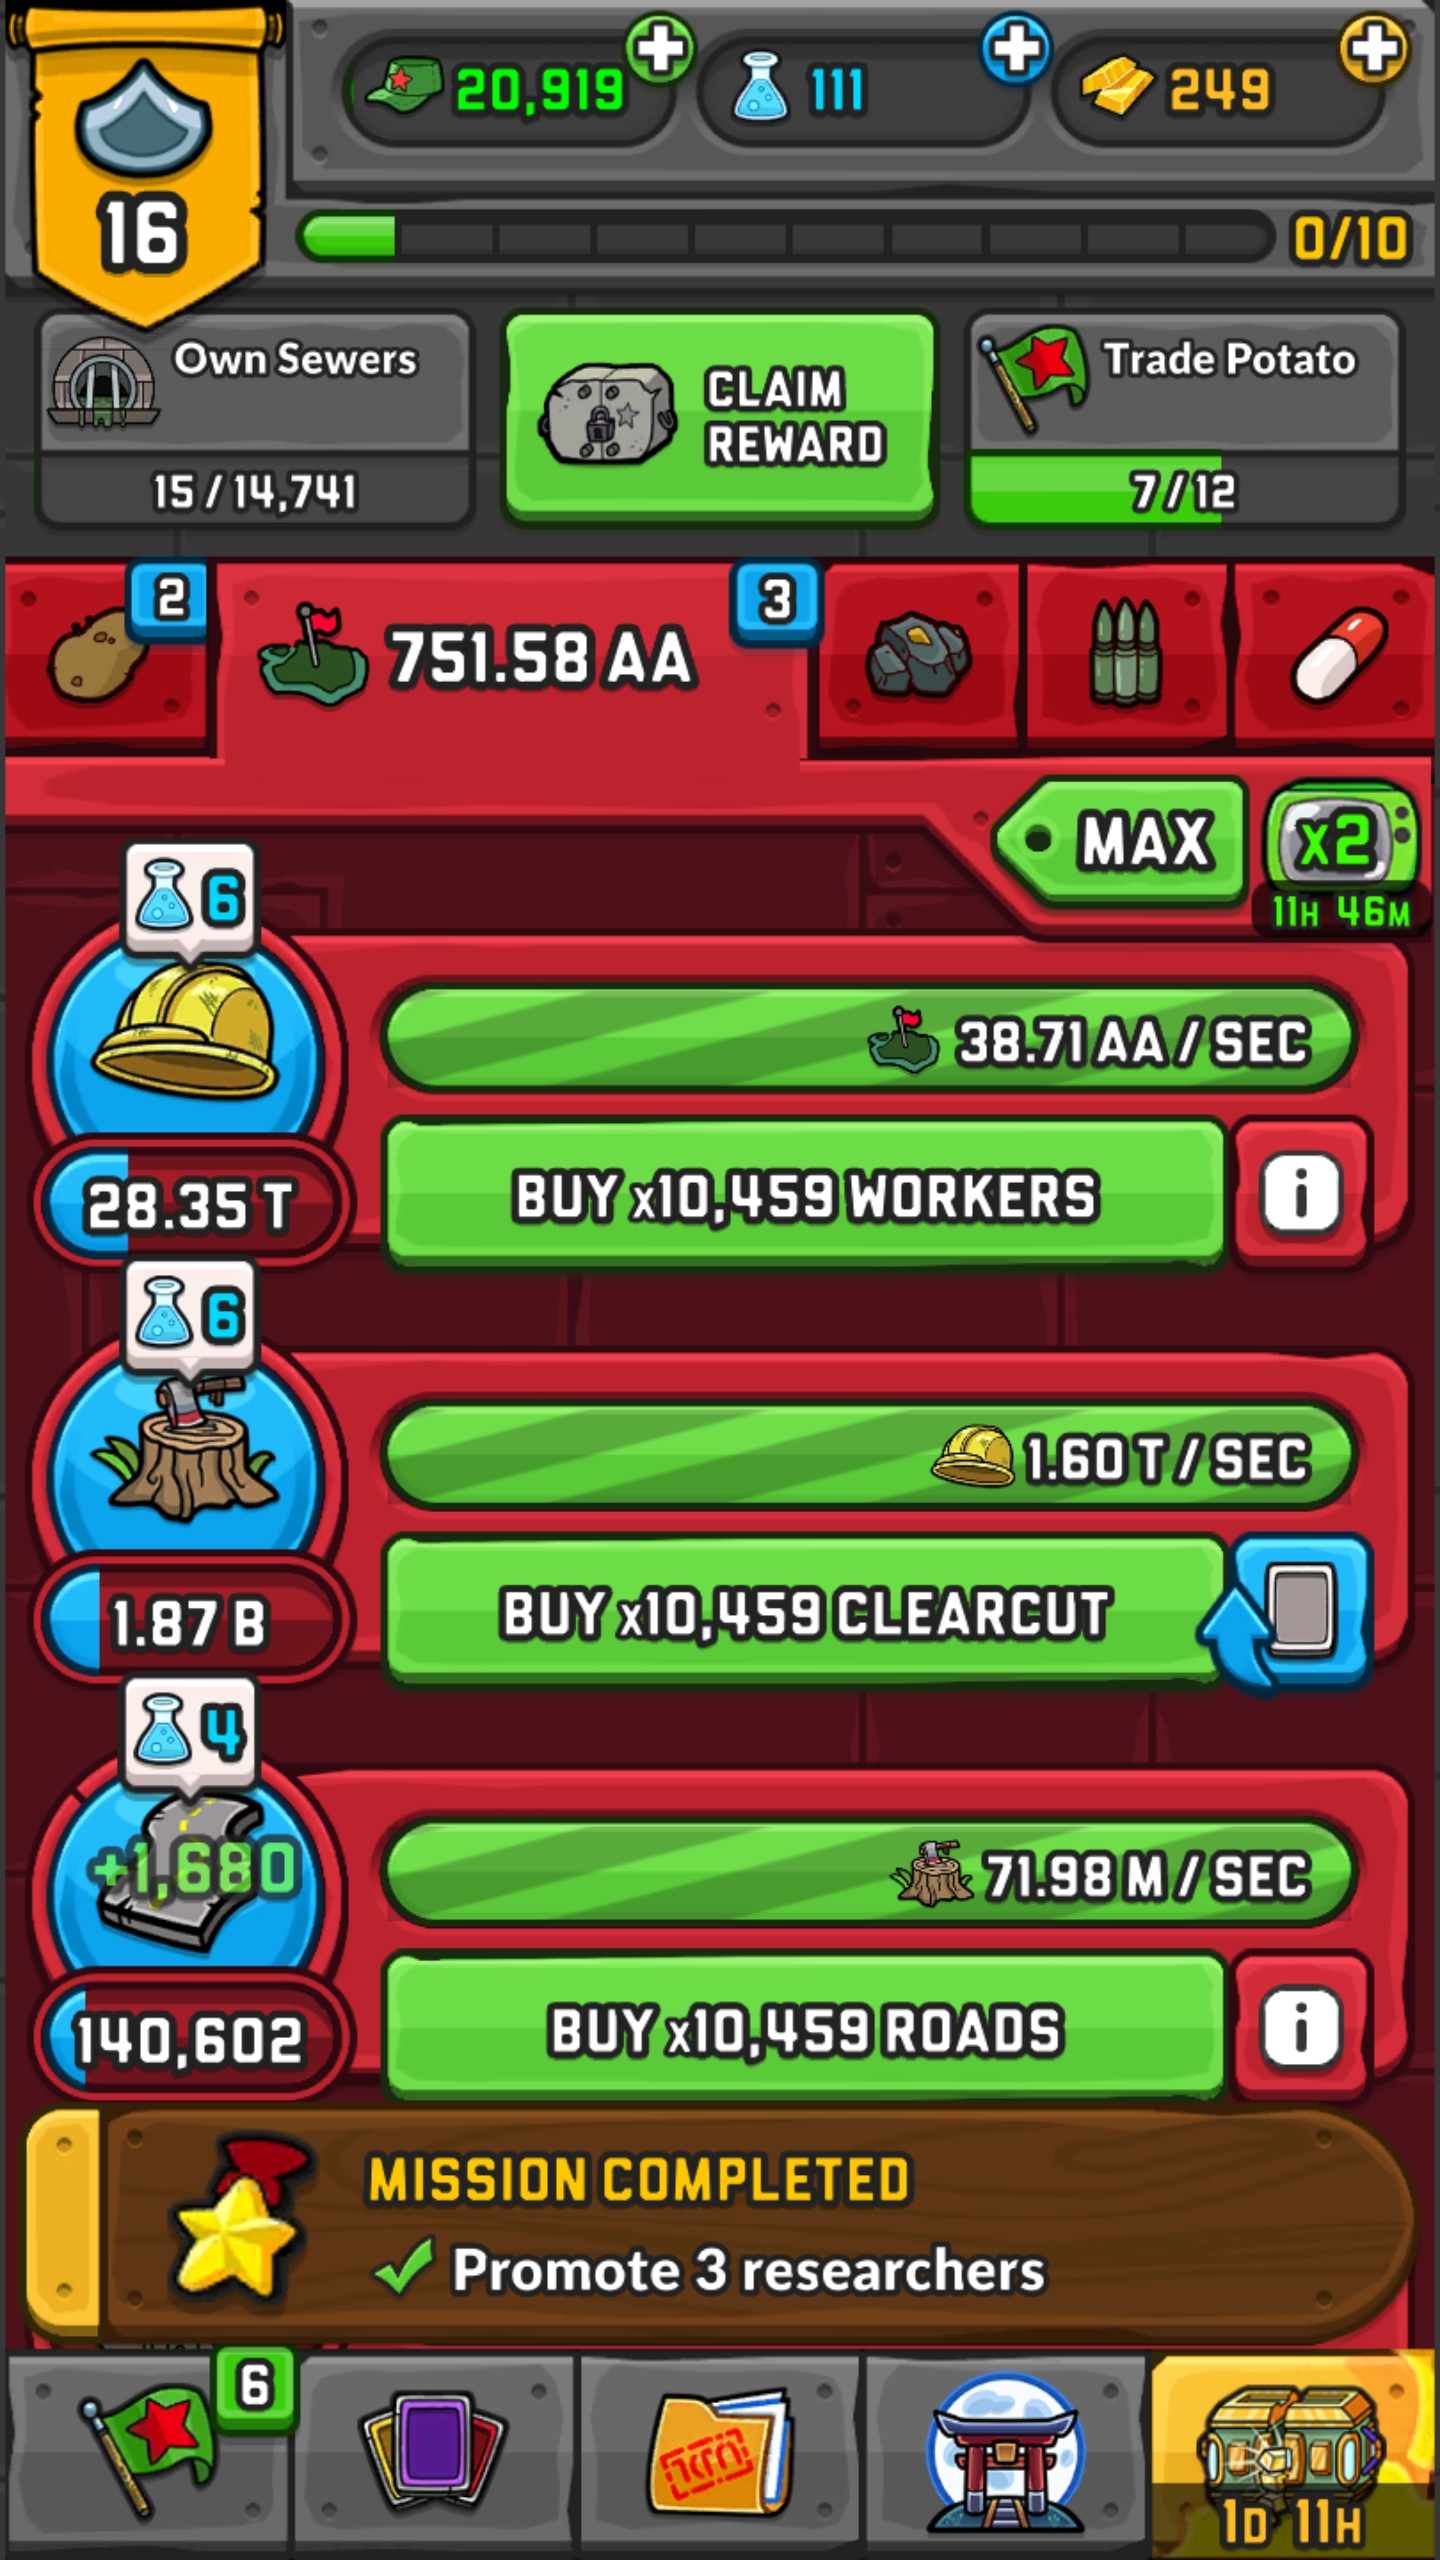 20,919
111
249
16
0/10
Own Sewers
15 / 14,741
CLAIM
REWARD
Trade Potato
7 / 12
2
751.58 AA
3
MAX
x2
11H 46M
6
38.71 AA / SEC
28.35 T
BUY x10,459 WORKERS
i
6
1.60 T / SEC
1.87 B
BUY x10,459 CLEARCUT
4
+1,680
71.98 M / SEC
140,602
BUY x10,459 ROADS
i
MISSION COMPLETED
Promote 3 researchers
6
1D 11H